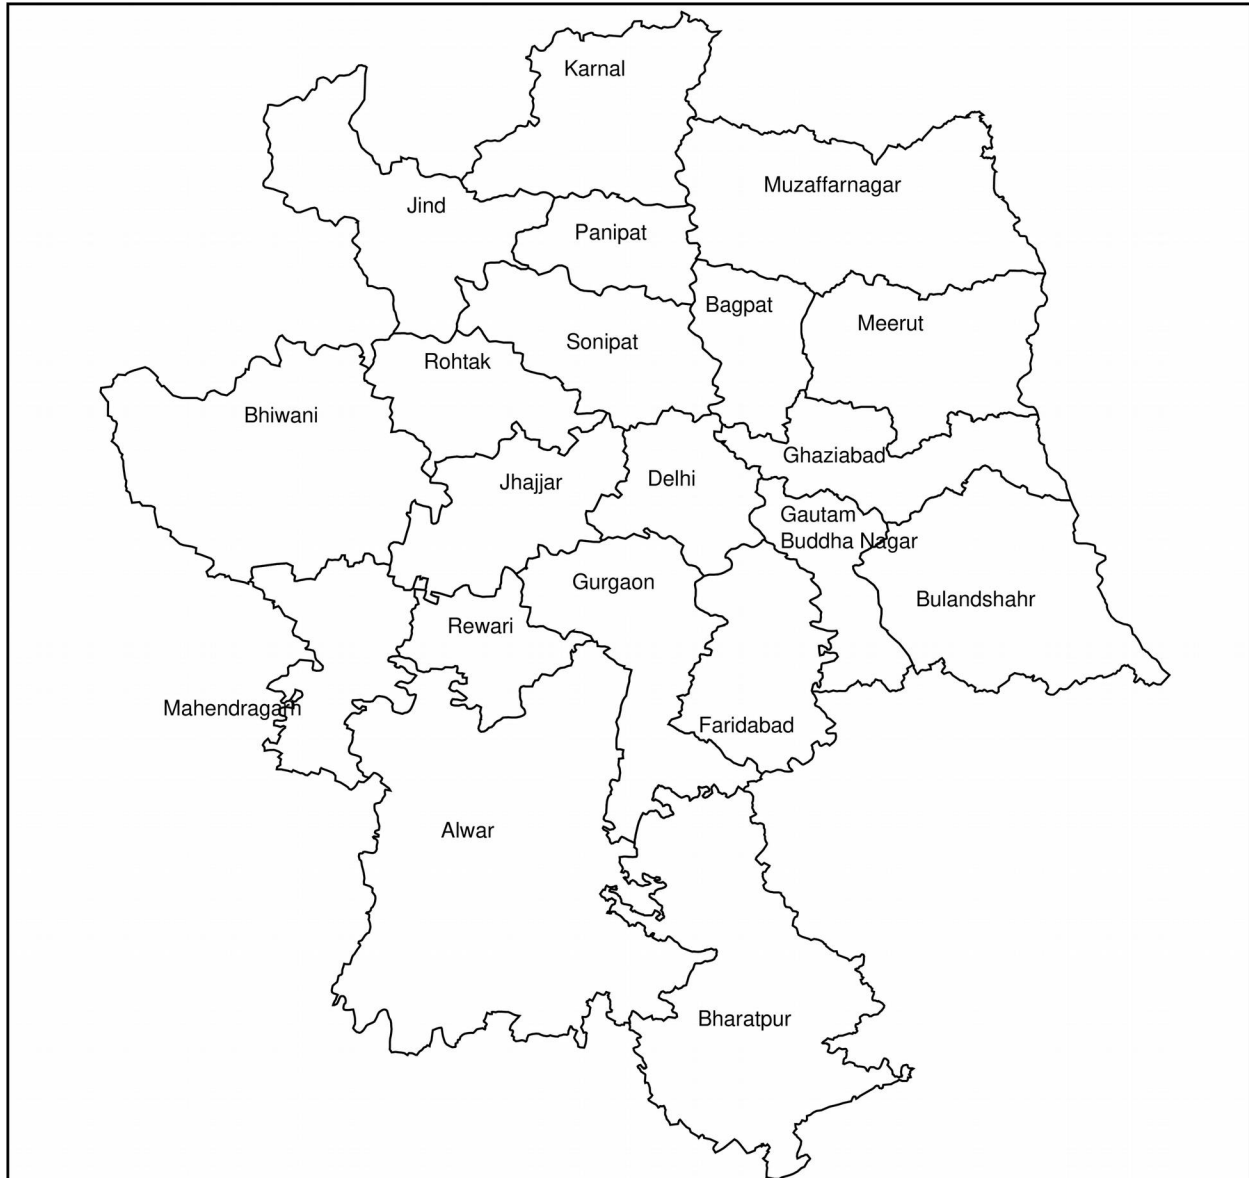 Karnal
Muzaffarnagar
Jind
Panipat
Bagpat
Meerut
Sonipat
Rohtak
Bhiwani
Ghaziabad
Delhi
Jhajjar
Gautam
Buddha Nagar
Gurgaon
Bulandshahr
Rewari
Mahendragarh
Faridabad
Alwar
Bharatpur